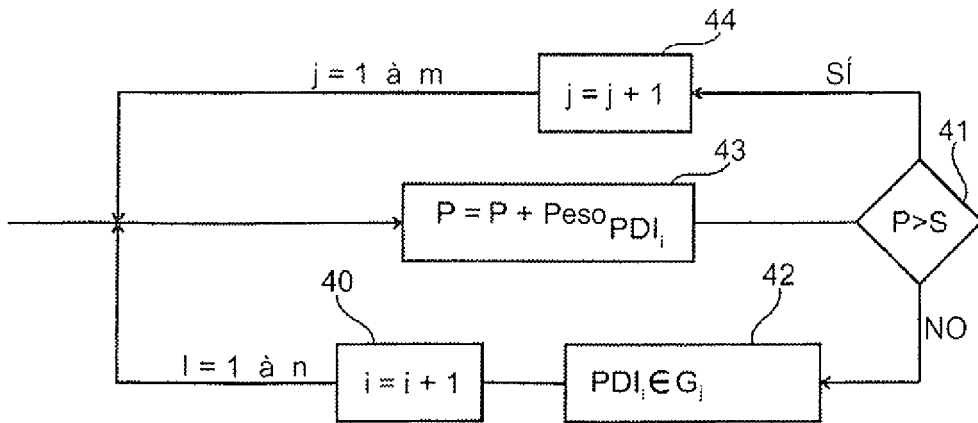 44
j = 1 à m
j = j + 1
SÍ
41
43
P = P + Peso PDI_i
P>S
40
42
NO
I = 1 à n
i = i + 1
PDI_i ∈ G_j